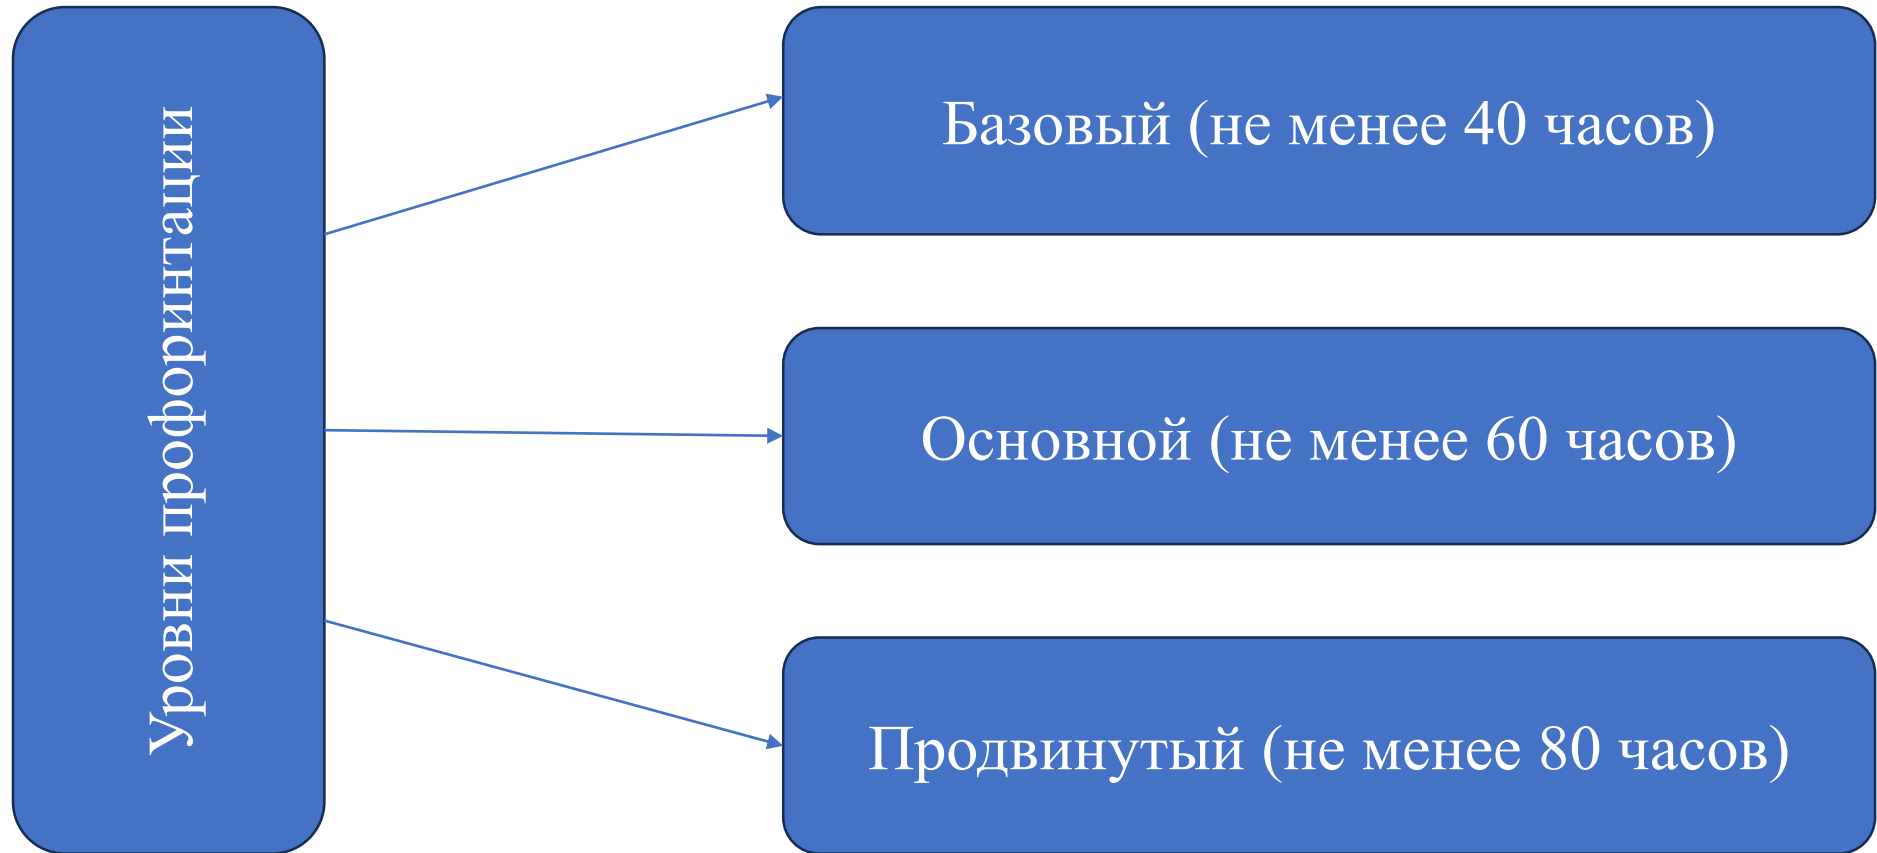 Уровни профоринтации
Базовый (не менее 40 часов)
Основной (не менее 60 часов)
Продвинутый (не менее 80 часов)